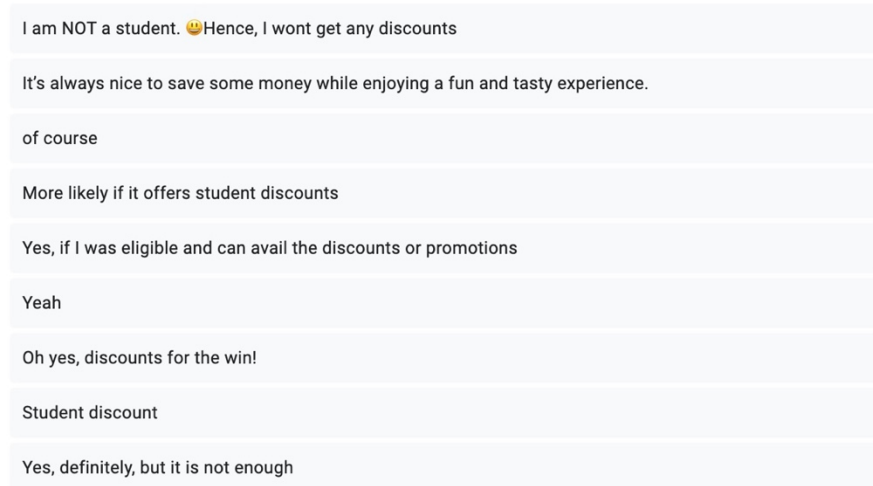 I am NOT a student. 😃Hence, I wont get any discounts
It’s always nice to save some money while enjoying a fun and tasty experience.
of course
More likely if it offers student discounts
Yes, if I was eligible and can avail the discounts or promotions
Yeah
Oh yes, discounts for the win!
Student discount
Yes, definitely, but it is not enough